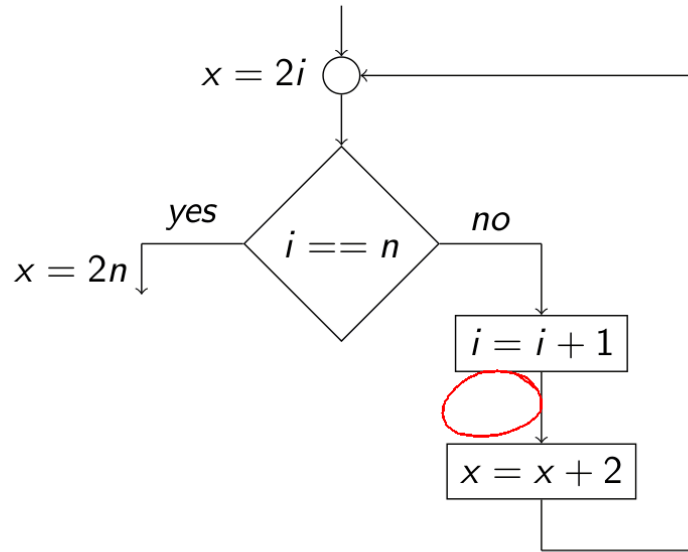 x = 2i
yes
no
i == n
x = 2n
i = i + 1
x = x + 2